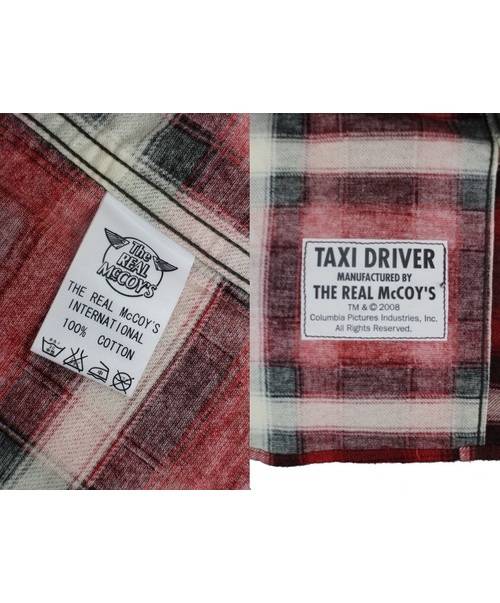 The
REAL
McCOY'S
THE REAL McCOY'S
INTERNATIONAL
100% COTTON
TAXI DRIVER
MANUFACTURED BY
THE REAL McCOY'S
TM & © 2008
Columbia Pictures Industries, Inc.
All Rights Reserved.